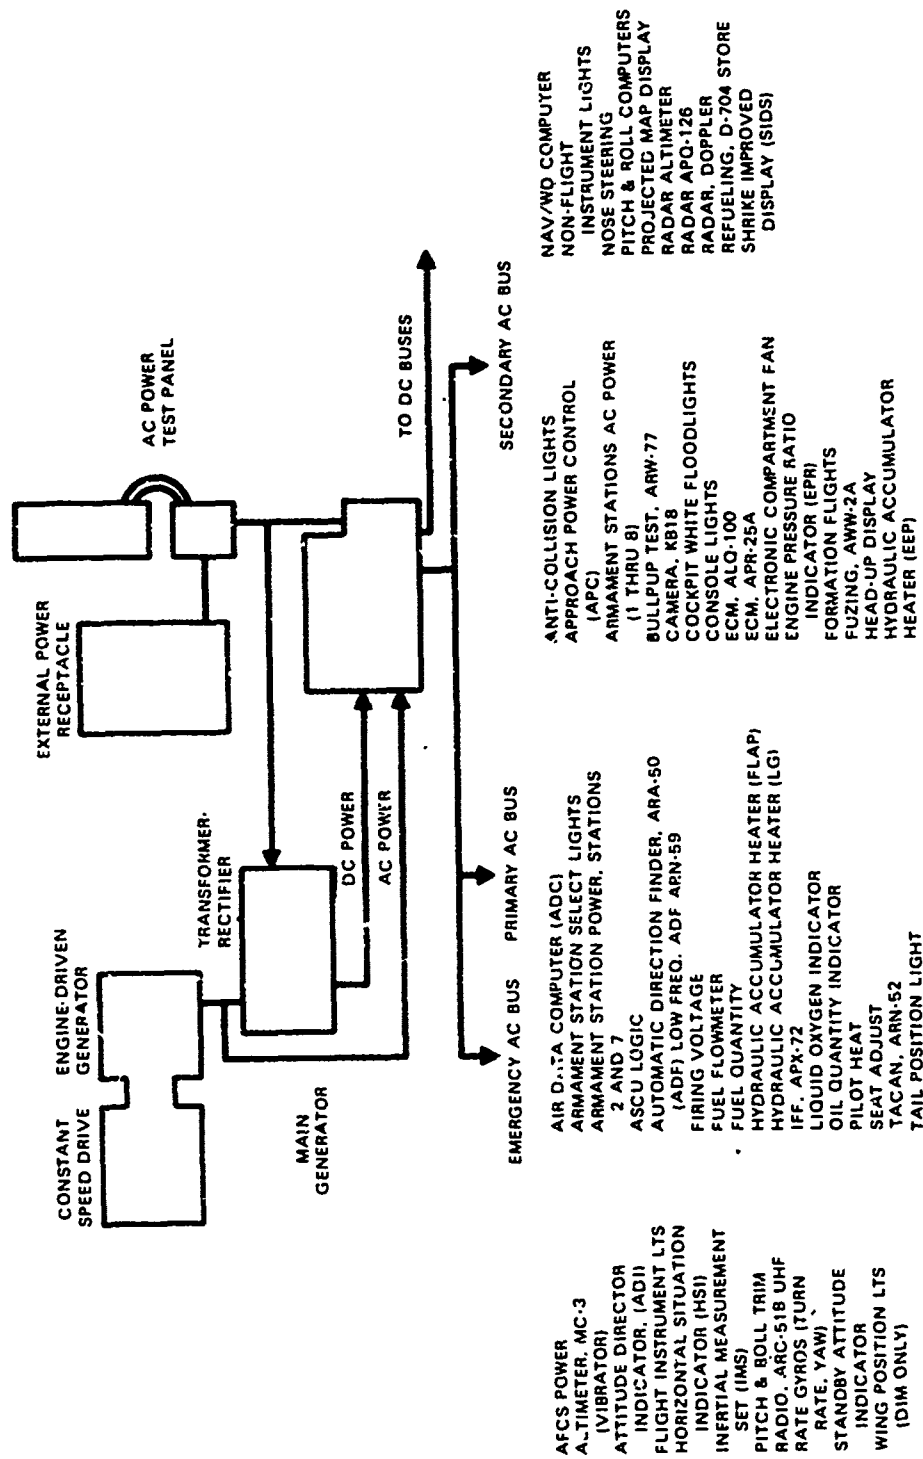 CONSTANT
SPEED DRIVE
ENGINE-DRIVEN
GENERATOR
EXTERNAL POWER
RECEPTACLE
AC POWER
TEST PANEL
TRANSFORMER-
RECTIFIER
MAIN
GENERATOR
DC POWER
AC POWER
TO DC BUSES
EMERGENCY AC BUS
PRIMARY AC BUS
SECONDARY AC BUS
AFCS POWER
ALTIMETER, MC-3
(VIBRATOR)
ATTITUDE DIRECTOR
INDICATOR, (ADI)
FLIGHT INSTRUMENT LTS
HORIZONTAL SITUATION
INDICATOR (HSI)
INERTIAL MEASUREMENT
SET (IMS)
PITCH & ROLL TRIM
RADIO, ARC-51B UHF
RATE GYROS (TURN
RATE, YAW)
STANDBY ATTITUDE
INDICATOR
WING POSITION LTS
(DIM ONLY)
AIR DATA COMPUTER (ADC)
ARMAMENT STATION SELECT LIGHTS
ARMAMENT STATION POWER, STATIONS
2 AND 7
ASCU LOGIC
AUTOMATIC DIRECTION FINDER, ARA-50
(ADF) LOW FREQ. ADF ARN-59
FIRING VOLTAGE
FUEL FLOWMETER
FUEL QUANTITY
HYDRAULIC ACCUMULATOR HEATER (FLAP)
HYDRAULIC ACCUMULATOR HEATER (LG)
IFF, APX-72
LIQUID OXYGEN INDICATOR
OIL QUANTITY INDICATOR
PILOT HEAT
SEAT ADJUST
TACAN, ARN-52
TAIL POSITION LIGHT
ANTI-COLLISION LIGHTS
APPROACH POWER CONTROL
(APC)
ARMAMENT STATIONS AC POWER
(1 THRU 8)
BULLPUP TEST, ARW-77
CAMERA, KB18
COCKPIT WHITE FLOODLIGHTS
CONSOLE LIGHTS
ECM, ALQ-100
ECM, APR-25A
ELECTRONIC COMPARTMENT FAN
ENGINE PRESSURE RATIO
INDICATOR (EPR)
FORMATION FLIGHTS
FUZING, AWW-2A
HEAD-UP DISPLAY
HYDRAULIC ACCUMULATOR
HEATER (EEP)
NAV/WD COMPUTER
NON-FLIGHT
INSTRUMENT LIGHTS
NOSE STEERING
PITCH & ROLL COMPUTERS
PROJECTED MAP DISPLAY
RADAR ALTIMETER
RADAR APQ-126
RADAR, DOPPLER
REFUELING, D-704 STORE
SHRIKE IMPROVED
DISPLAY (SIDS)